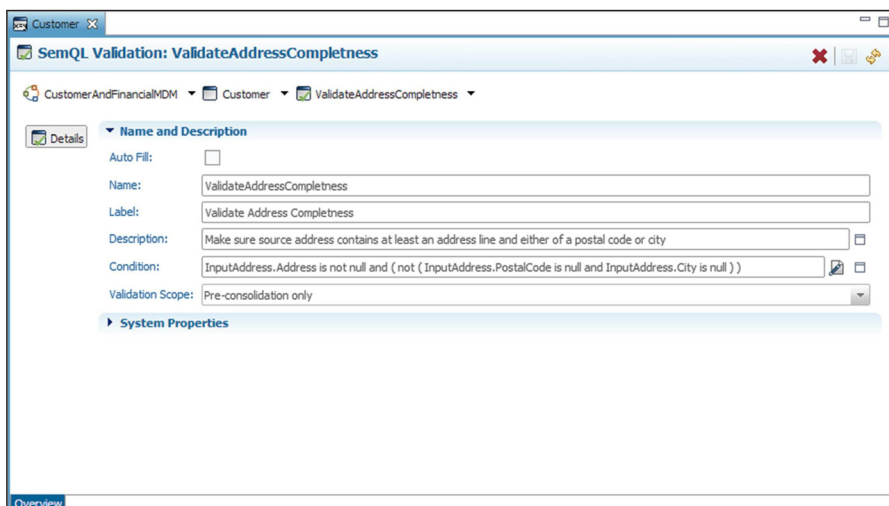 Customer
SemQL Validation: ValidateAddressCompletness
CustomerAndFinancialMDM Customer ValidateAddressCompletness
Details
Name and Description
Auto Fill:
Name: ValidateAddressCompletness
Label: Validate Address Completness
Description: Make sure source address contains at least an address line and either of a postal code or city
Condition: InputAddress.Address is not null and ( not ( InputAddress.PostalCode is null and InputAddress.City is null ) )
Validation Scope: Pre-consolidation only
System Properties
Overview